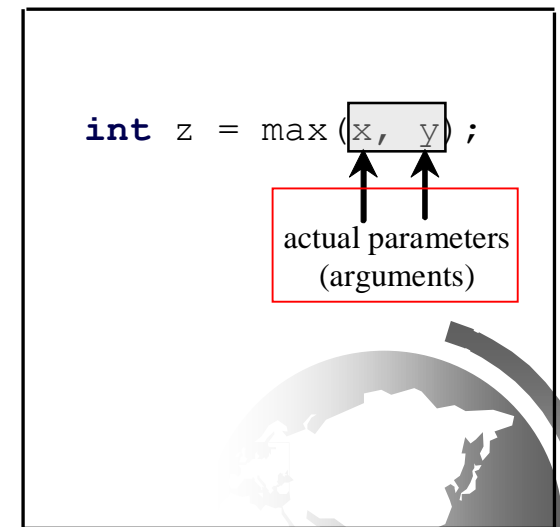 int z = max(x, y);
actual parameters
(arguments)